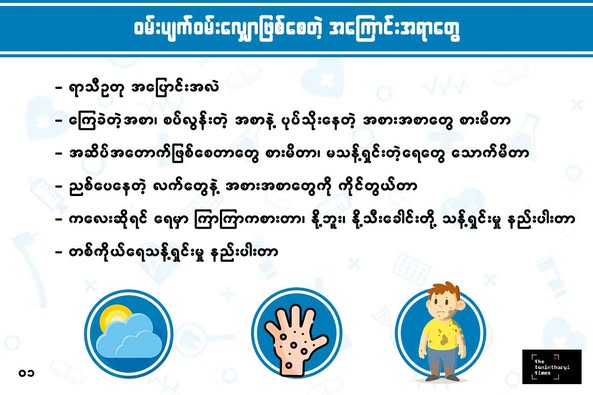 ဝမ်းပျက်ဝမ်းလျှောဖြစ်စေတဲ့ အကြောင်းအရာတွေ
– ရာသီဥတု အပြောင်းအလဲ
– ကြေခဲတဲ့အစာ၊ စပ်လွန်းတဲ့ အစာနဲ့ ပုပ်သိုးနေတဲ့ အစားအစာတွေ စားမိတာ
– အဆိပ်အတောက်ဖြစ်စေတာတွေ စားမိတာ၊ မသန့်ရှင်းတဲ့ရေတွေ သောက်မိတာ
– ညစ်ပေနေတဲ့ လက်တွေနဲ့ အစားအစာတွေကို ကိုင်တွယ်တာ
– ကလေးဆိုရင် ရေမှာ ကြာကြာကစားတာ၊ နို့ဘူး၊ နို့သီးခေါင်းတို့ သန့်ရှင်းမှု နည်းပါးတာ
– တစ်ကိုယ်ရေသန့်ရှင်းမှု နည်းပါးတာ
၀၁
the
tanintharyi
times